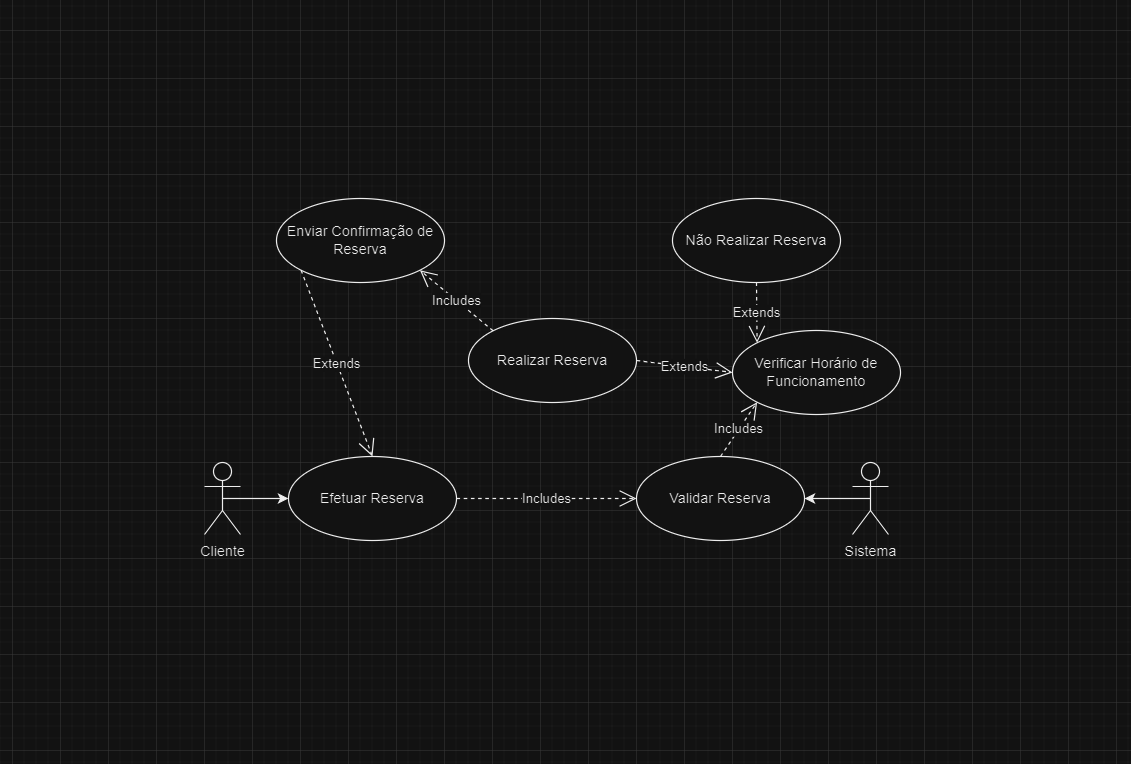 Enviar Confirmação de
Reserva
Não Realizar Reserva
Includes
Extends
Realizar Reserva
Extends
Extends
Verificar Horário de
Funcionamento
Includes
Efetuar Reserva
Includes
Validar Reserva
Cliente
Sistema